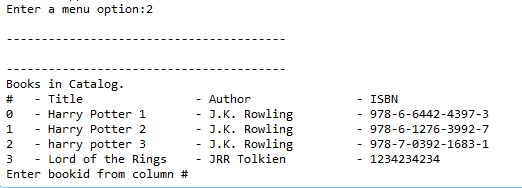 Enter a menu option:2
----------------------------------------
----------------------------------------
Books in Catalog.
#   - Title                - Author               - ISBN
0   - Harry Potter 1       - J.K. Rowling         - 978-6-6442-4397-3
1   - Harry Potter 2       - J.K. Rowling         - 978-6-1276-3992-7
2   - harry potter 3       - J.K. Rowling         - 978-7-0392-1683-1
3   - Lord of the Rings    - JRR Tolkien          - 1234234234
Enter bookid from column #